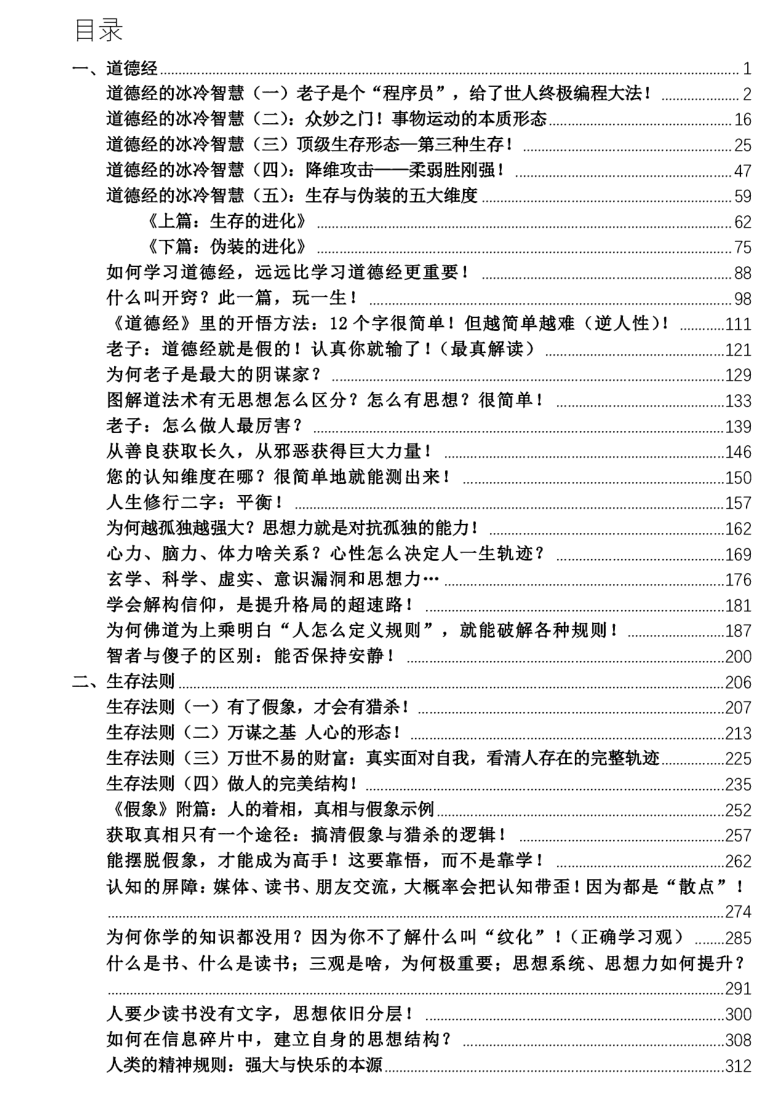 目录
一、道德经 1
道德经的冰冷智慧（一）老子是个“程序员”，给了世人终极编程大法！ 2
道德经的冰冷智慧（二）：众妙之门！事物运动的本质形态 16
道德经的冰冷智慧（三）顶级生存形态—第三种生存！ 25
道德经的冰冷智慧（四）：降维攻击——柔弱胜刚强！ 47
道德经的冰冷智慧（五）：生存与伪装的五大维度 59
《上篇：生存的进化》 62
《下篇：伪装的进化》 75
如何学习道德经，远远比学习道德经更重要！ 88
什么叫开窍？此一篇，玩一生！ 98
《道德经》里的开悟方法：12个字很简单！但越简单越难（逆人性）！ 111
老子：道德经就是假的！认真你就输了！（最真解读） 121
为何老子是最大的阴谋家？ 129
图解道法术有无思想怎么区分？怎么有思想？很简单！ 133
老子：怎么做人最厉害？ 139
从善良获取长久，从邪恶获得巨大力量！ 146
您的认知维度在哪？很简单地就能测出来！ 150
人生修行二字：平衡！ 157
为何越孤独越强大？思想力就是对抗孤独的能力！ 162
心力、脑力、体力啥关系？心性怎么决定人一生轨迹？ 169
玄学、科学、虚实、意识漏洞和思想力… 176
学会解构信仰，是提升格局的超速路！ 181
为何佛道为上乘明白“人怎么定义规则”，就能破解各种规则！ 187
智者与傻子的区别：能否保持安静！ 200
二、生存法则 206
生存法则（一）有了假象，才会有猎杀！ 207
生存法则（二）万谋之基 人心的形态！ 213
生存法则（三）万世不易的财富：真实面对自我，看清人存在的完整轨迹 225
生存法则（四）做人的完美结构！ 235
《假象》附篇：人的着相，真相与假象示例 252
获取真相只有一个途径：搞清假象与猎杀的逻辑！ 257
能摆脱假象，才能成为高手！这要靠悟，而不是靠学！ 262
认知的屏障：媒体、读书、朋友交流，大概率会把认知带歪！因为都是“散点”！
274
为何你学的知识都没用？因为你不了解什么叫“纹化”！（正确学习观） 285
什么是书、什么是读书；三观是啥，为何极重要；思想系统、思想力如何提升？
291
人要少读书没有文字，思想依旧分层！ 300
如何在信息碎片中，建立自身的思想结构？ 308
人类的精神规则：强大与快乐的本源 312